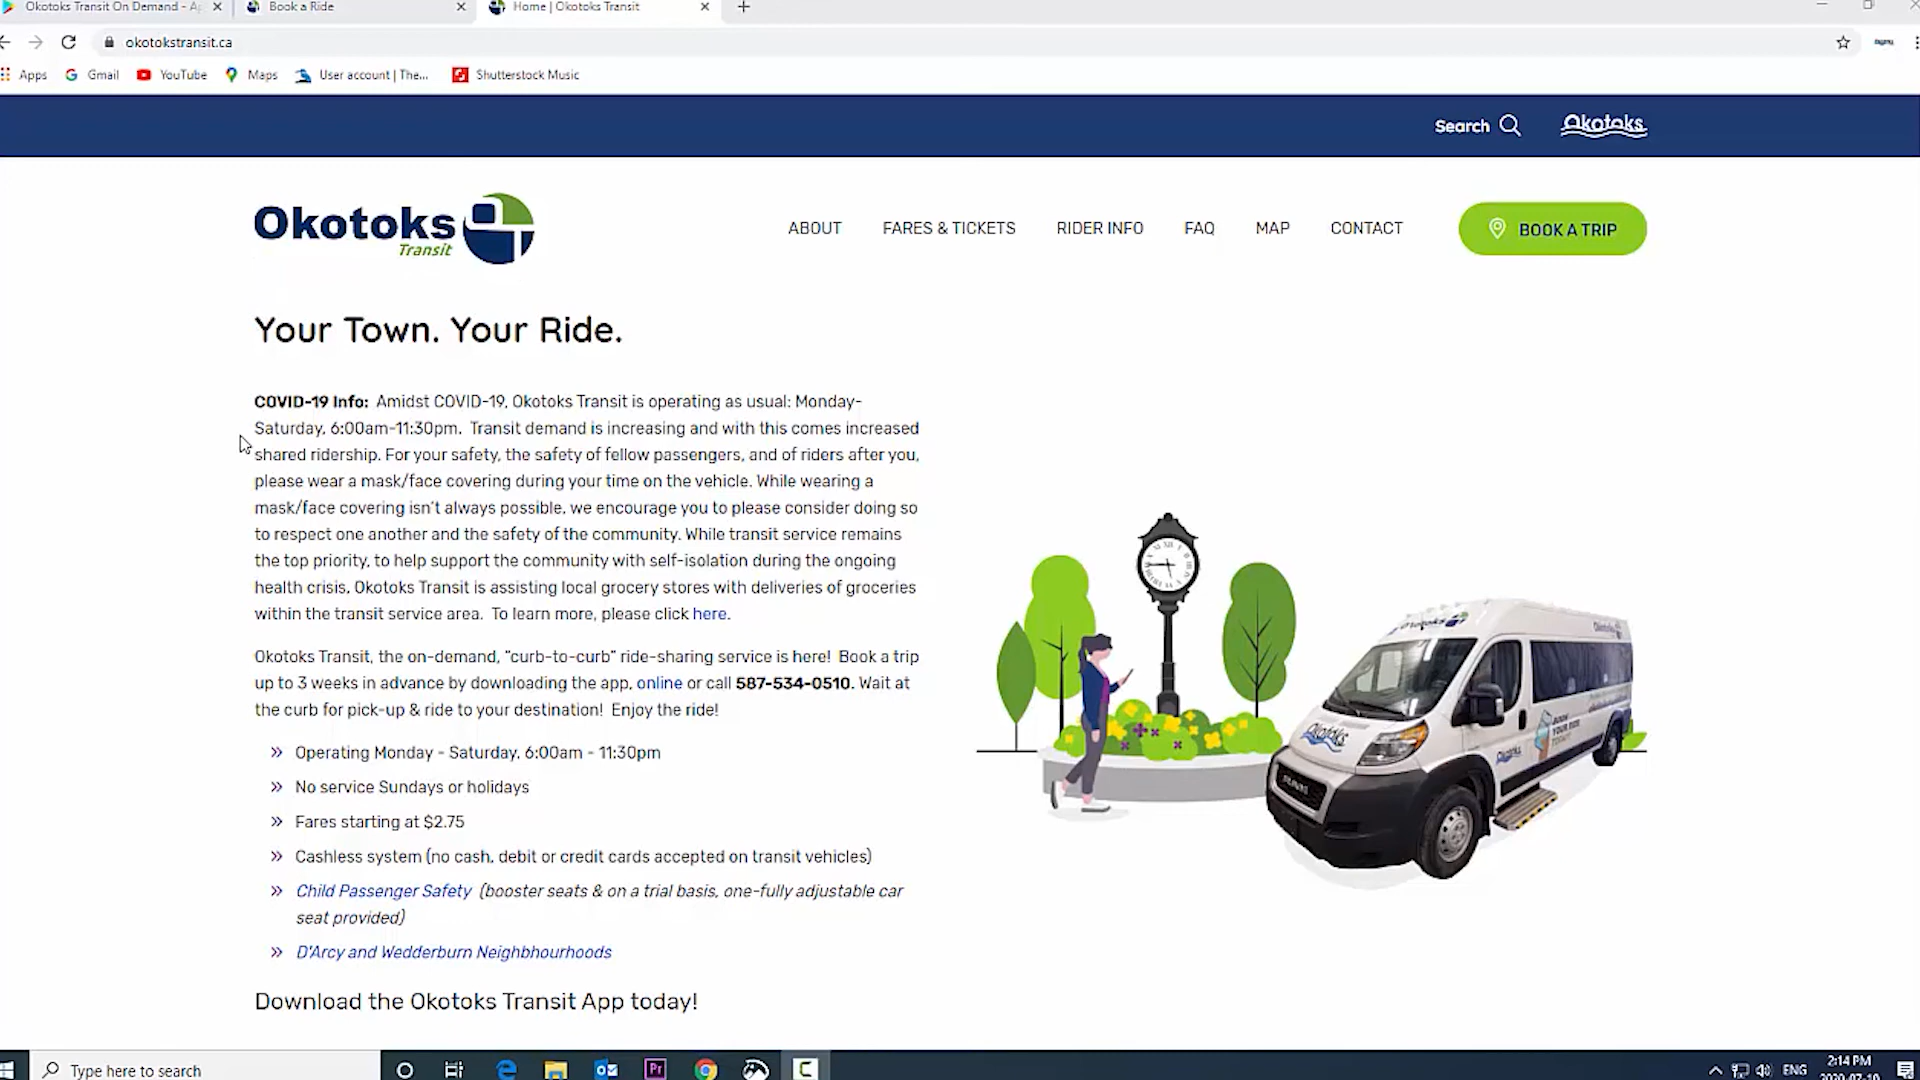 Okotoks Transit On Demand - A
Book a Ride
Home | Okotoks Transit
okotokstransit.ca
Apps
Gmail
YouTube
Maps
User account | The...
Shutterstock Music
Search
Okotoks
Okotoks
Transit
ABOUT
FARES & TICKETS
RIDER INFO
FAQ
MAP
CONTACT
BOOK A TRIP
Your Town. Your Ride.
COVID-19 Info: Amidst COVID-19, Okotoks Transit is operating as usual: Monday-
Saturday, 6:00am-11:30pm. Transit demand is increasing and with this comes increased
shared ridership. For your safety, the safety of fellow passengers, and of riders after you,
please wear a mask/face covering during your time on the vehicle. While wearing a
mask/face covering isn't always possible, we encourage you to please consider doing so
to respect one another and the safety of the community. While transit service remains
the top priority, to help support the community with self-isolation during the ongoing
health crisis, Okotoks Transit is assisting local grocery stores with deliveries of groceries
within the transit service area. To learn more, please click here.
Okotoks Transit, the on-demand, "curb-to-curb" ride-sharing service is here! Book a trip
up to 3 weeks in advance by downloading the app, online or call 587-534-0510. Wait at
the curb for pick-up & ride to your destination! Enjoy the ride!
» Operating Monday - Saturday, 6:00am - 11:30pm
» No service Sundays or holidays
» Fares starting at $2.75
» Cashless system (no cash, debit or credit cards accepted on transit vehicles)
» Child Passenger Safety (booster seats & on a trial basis, one-fully adjustable car
seat provided)
» D'Arcy and Wedderburn Neighbhourhoods
Download the Okotoks Transit App today!
Okotoks
Okotoks
BOOK
YOUR RIDE
TODAY!
Okotoks
Type here to search
Pr
ENG
2:14 PM
2020-07-10